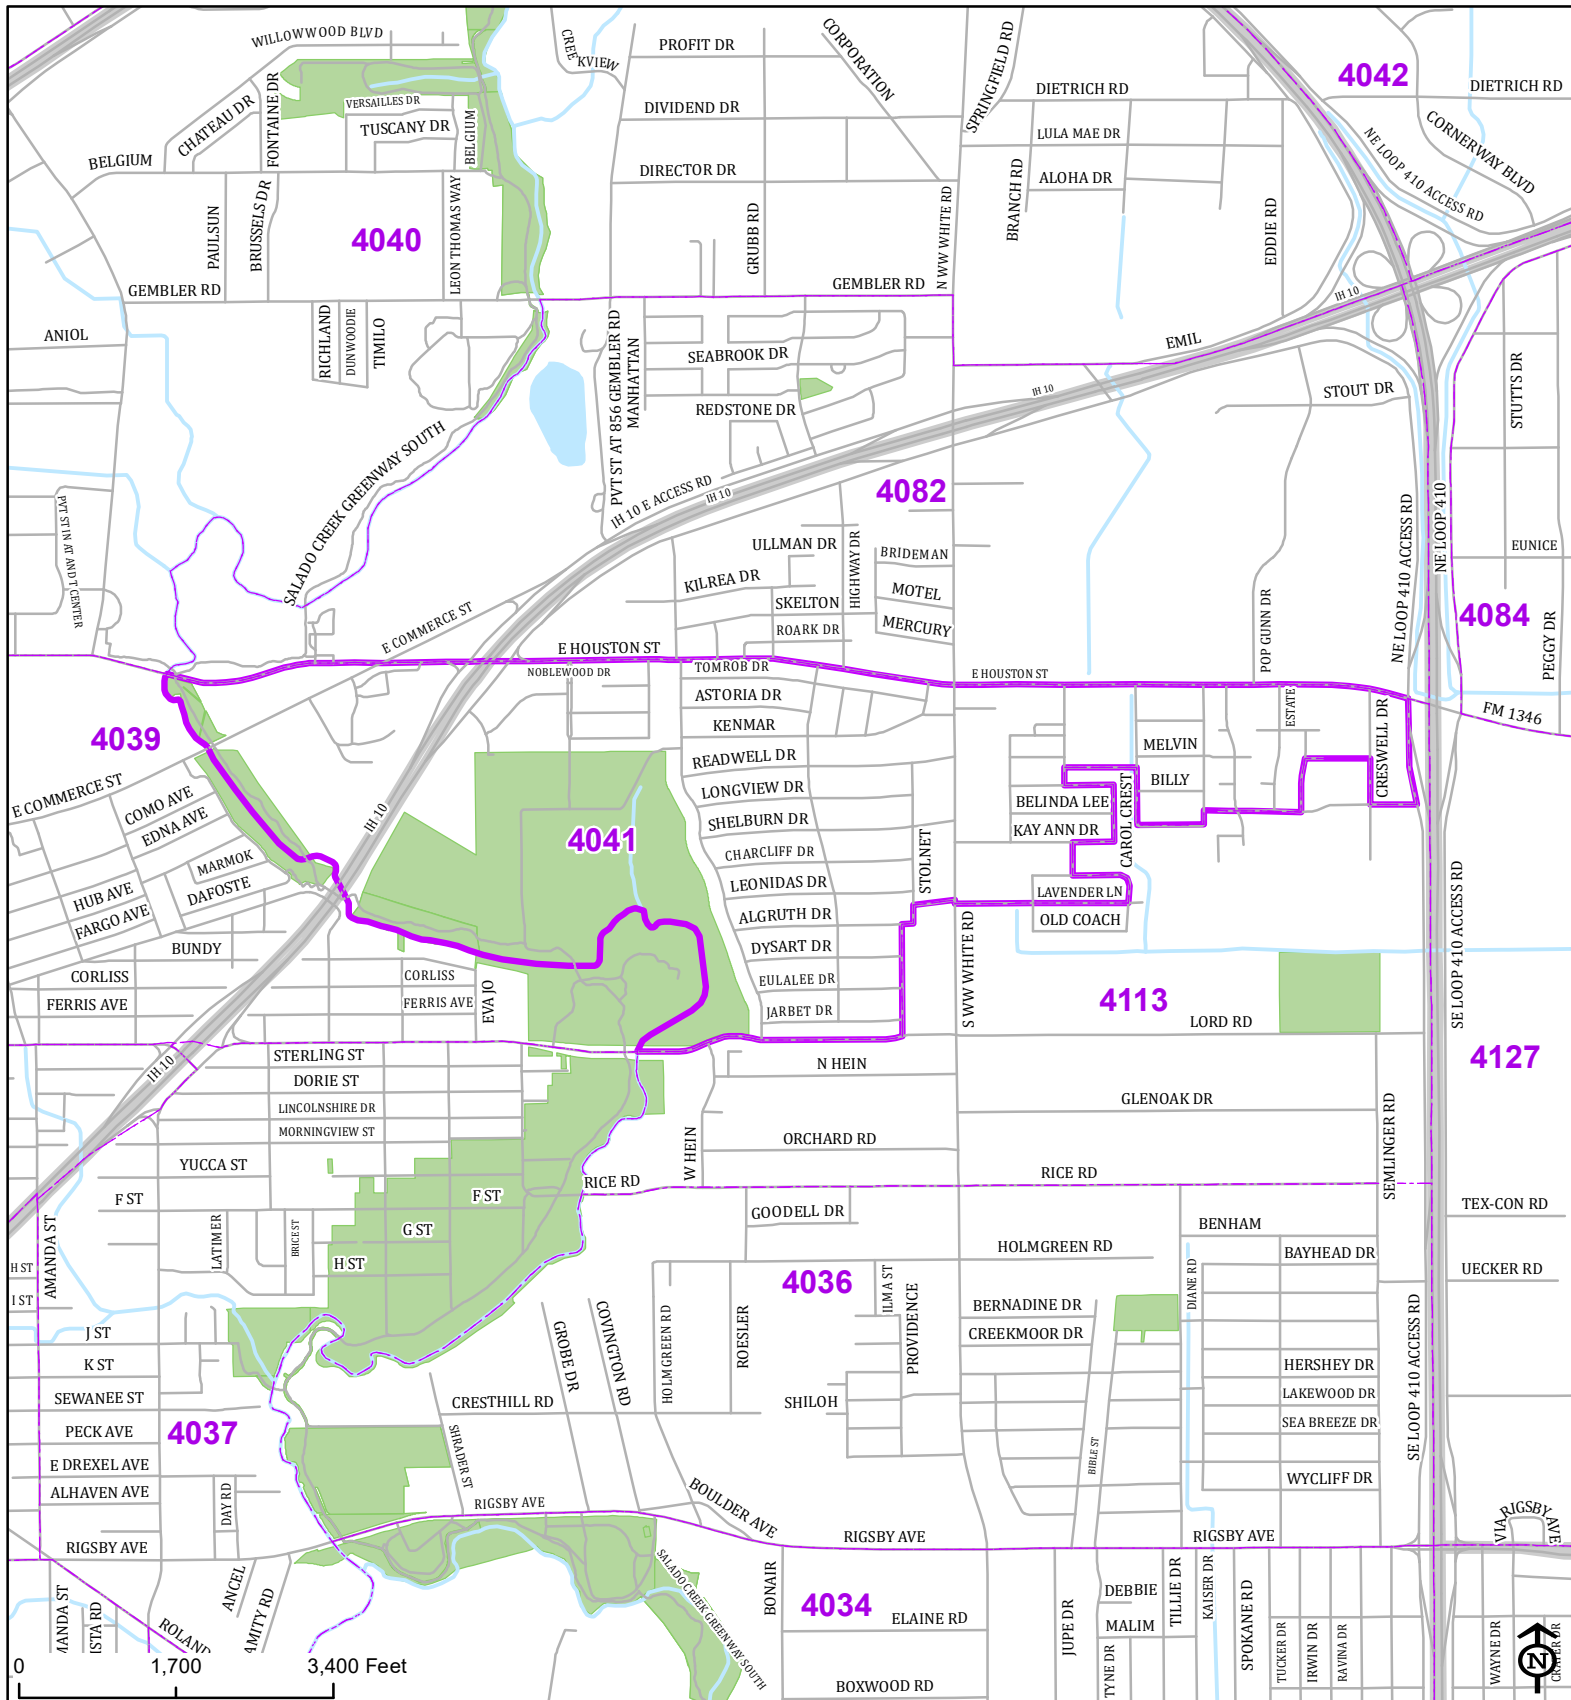 WILLOWWOOD BLVD
CREE KVIEW
PROFIT DR
CORPORATION
SPRINGFIELD RD
4042
DIETRICH RD
DIETRICH RD
CHATEAU DR
FONTAINE DR
VERSAILLES DR
TUSCANY DR
BELGIUM
DIVIDEND DR
LULA MAE DR
NE LOOP 410 ACCESS RD
CORNERWAY BLVD
BELGIUM
DIRECTOR DR
BRANCH RD
ALOHA DR
PAULSUN
BRUSSELS DR
4040
LEON THOMAS WAY
GRUBB RD
N WW WHITE RD
EDDIE RD
GEMBLER RD
GEMBLER RD
IH 10
ANIOL
RICHLAND
DUNWOODIE
TIMILO
PVT ST AT 856 GEMBLER RD
MANHATTAN
SEABROOK DR
EMIL
STUTTS DR
REDSTONE DR
IH 10
STOUT DR
SALADO CREEK GREENWAY SOUTH
IH 10 E ACCESS RD
IH 10
4082
NE LOOP 410 ACCESS RD
NE LOOP 410
PVT ST IN AT AND T CENTER
ULLMAN DR
HIGHWAY DR
BRIDEMAN
EUNICE
KILREA DR
MOTEL
SKELTON
MERCURY
ROARK DR
POP GUNN DR
4084
PEGGY DR
E COMMERCE ST
E HOUSTON ST
NOBLEWOOD DR
TOMROB DR
E HOUSTON ST
ASTORIA DR
ESTATE
CRESWELL DR
FM 1346
4039
KENMAR
MELVIN
READWELL DR
BILLY
E COMMERCE ST
COMO AVE
EDNA AVE
IH 10
LONGVIEW DR
BELINDA LEE
CAROL CREST
SHELBURN DR
KAY ANN DR
4041
MARMOK
CHARCLIFF DR
STOLNET
HUB AVE
DAFOSTE
LEONIDAS DR
LAVENDER LN
FARGO AVE
ALGRUTH DR
OLD COACH
BUNDY
DYSART DR
S WW WHITE RD
SE LOOP 410 ACCESS RD
CORLISS
CORLISS
EULALEE DR
FERRIS AVE
FERRIS AVE
EVA JO
JARBET DR
4113
LORD RD
STERLING ST
IH 10
N HEIN
4127
DORIE ST
LINCOLNSHIRE DR
GLENOAK DR
MORNINGVIEW ST
W HEIN
ORCHARD RD
SEMLINGER RD
YUCCA ST
RICE RD
RICE RD
F ST
F ST
TEX-CON RD
AMANDA ST
LATIMER
BRICE ST
G ST
GOODELL DR
BENHAM
H ST
H ST
HOLMGREEN RD
BAYHEAD DR
4036
ILMA ST
DIANE RD
UECKER RD
I ST
GROBE DR
COVINGTON RD
HOLMGREEN RD
ROESLER
PROVIDENCE
BERNADINE DR
J ST
CREEKMOOR DR
K ST
HERSHEY DR
SE LOOP 410 ACCESS RD
SEWANEE ST
CRESTHILL RD
SHILOH
LAKEWOOD DR
PECK AVE
4037
SHRADER ST
SEA BREEZE DR
BIBLE ST
E DREXEL AVE
WYCLIFF DR
ALHAVEN AVE
DAY RD
RIGSBY AVE
BOULDER AVE
RIGSBY AVE
RIGSBY AVE
RIGSBY AVE
VIA RIGSBY AVE
ANCEL
AMITY RD
SALADO CREEK GREENWAY SOUTH
BONAIR
4034
ELAINE RD
JUPE DR
DEBBIE
MALIM
TILLIE DR
KAISER DR
SPOKANE RD
ROLAND
TYNE DR
TUCKER DR
IRWIN DR
RAVINA DR
WAYNE DR
MANDA ST
ISTA RD
BOXWOOD RD
N
0 1,700 3,400 Feet